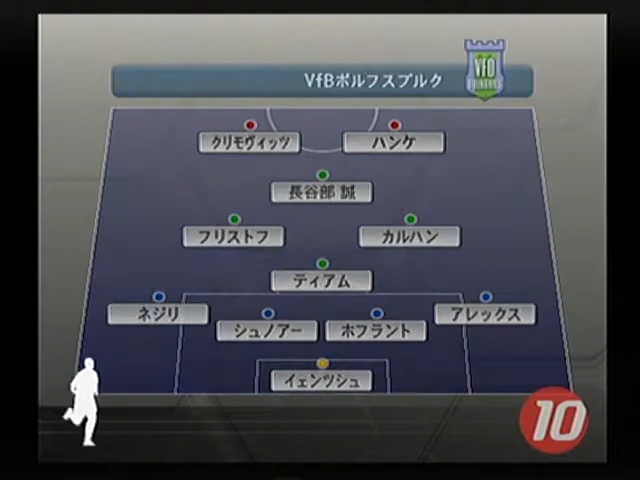 VfBボルフスブルク
VfO
クリモヴィッツ
ハンケ
長谷部 誠
フリストフ
カルハン
ディアム
ネジリ
アレックス
シュノアー
ホフラント
イェンツシュ
10